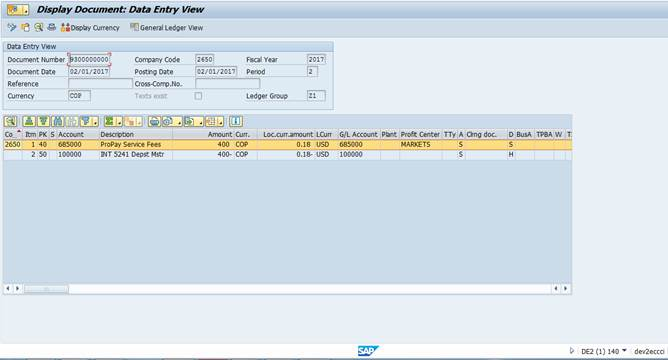 Display Document: Data Entry View
Display Currency General Ledger View
Data Entry View
Document Number 9300000000 Company Code 2650 Fiscal Year 2017
Document Date 02/01/2017 Posting Date 02/01/2017 Period 2
Reference Cross-Comp.No.
Currency COP Texts exist Ledger Group Z1
Co Itm PK S Account Description Amount Curr. Loc.curr.amount LCurr G/L Account Plant Profit Center TTy A Clrng doc. D BusA TPBA W T
2650 1 40 685000 ProPay Service Fees 400 COP 0.18 USD 685000 MARKETS S S
2 50 100000 INT 5241 Depst Mstr 400- COP 0.18- USD 100000 S H
SAP DE2 (1) 140 dev2eccci